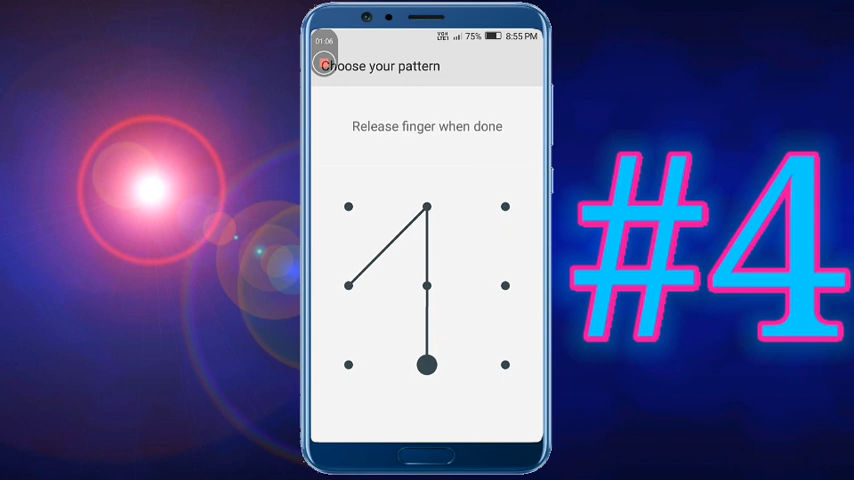 01:06
75% 8:55 PM
Choose your pattern
Release finger when done
#4